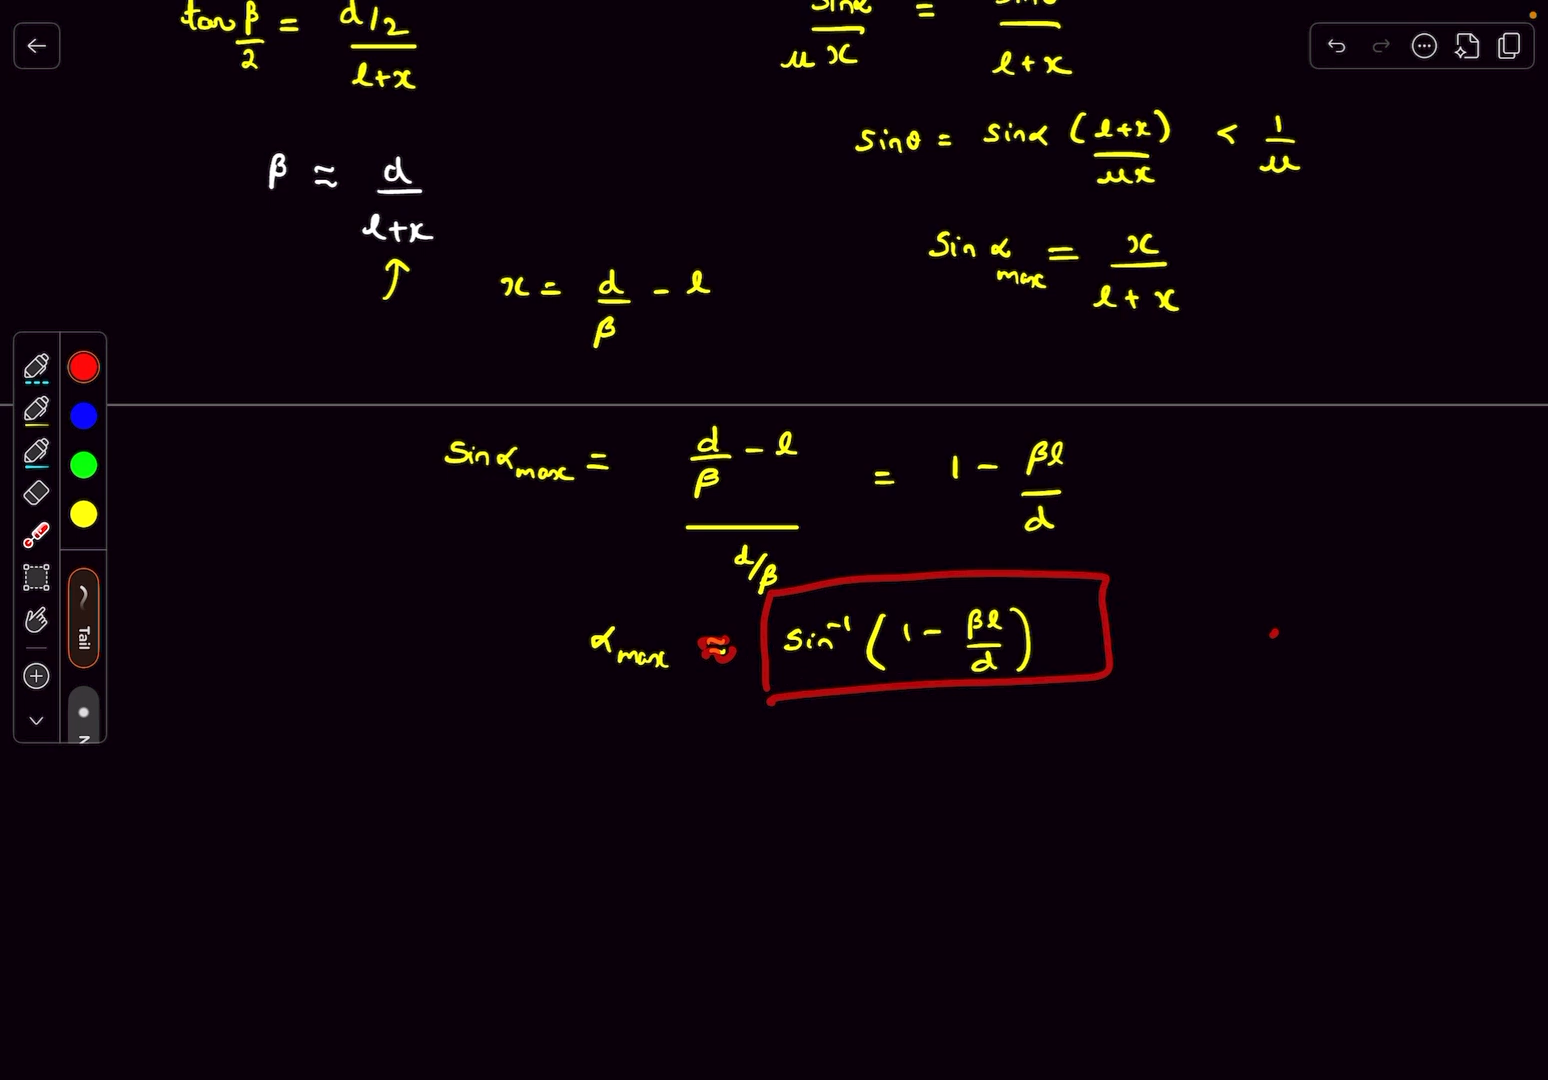 tan β/2 = d/2 / l+x
sinα / μx = sinθ / l+x
sinθ = sinα (l+x) / μx < 1/μ
β ≈ d / l+x
sin α max = x / l+x
x = d/β - l
sinα max = d/β - l / d/β = 1 - βl/d
α max ≈ sin⁻¹ (1 - βl/d)
Tail
N